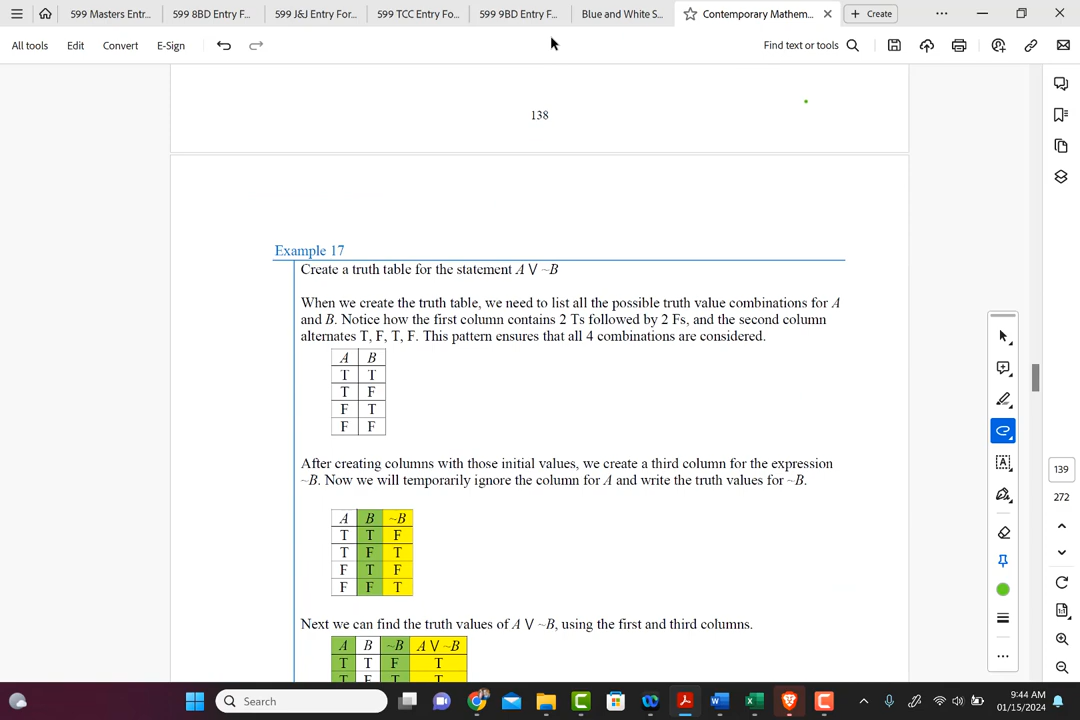 599 Masters Entr...
599 8BD Entry F...
599 J&J Entry For...
599 TCC Entry Fo...
599 9BD Entry F...
Blue and White S...
Contemporary Mathem...
Create
All tools
Edit
Convert
E-Sign
Find text or tools
138
Example 17
Create a truth table for the statement A ⋁ ~B
When we create the truth table, we need to list all the possible truth value combinations for A
and B. Notice how the first column contains 2 Ts followed by 2 Fs, and the second column
alternates T, F, T, F. This pattern ensures that all 4 combinations are considered.
A B
T T
T F
F T
F F
After creating columns with those initial values, we create a third column for the expression
~B. Now we will temporarily ignore the column for A and write the truth values for ~B.
A B ~B
T T F
T F T
F T F
F F T
Next we can find the truth values of A ⋁ ~B, using the first and third columns.
A B ~B A ⋁ ~B
T T F T
T F T T
139
272
Search
9:44 AM
01/15/2024